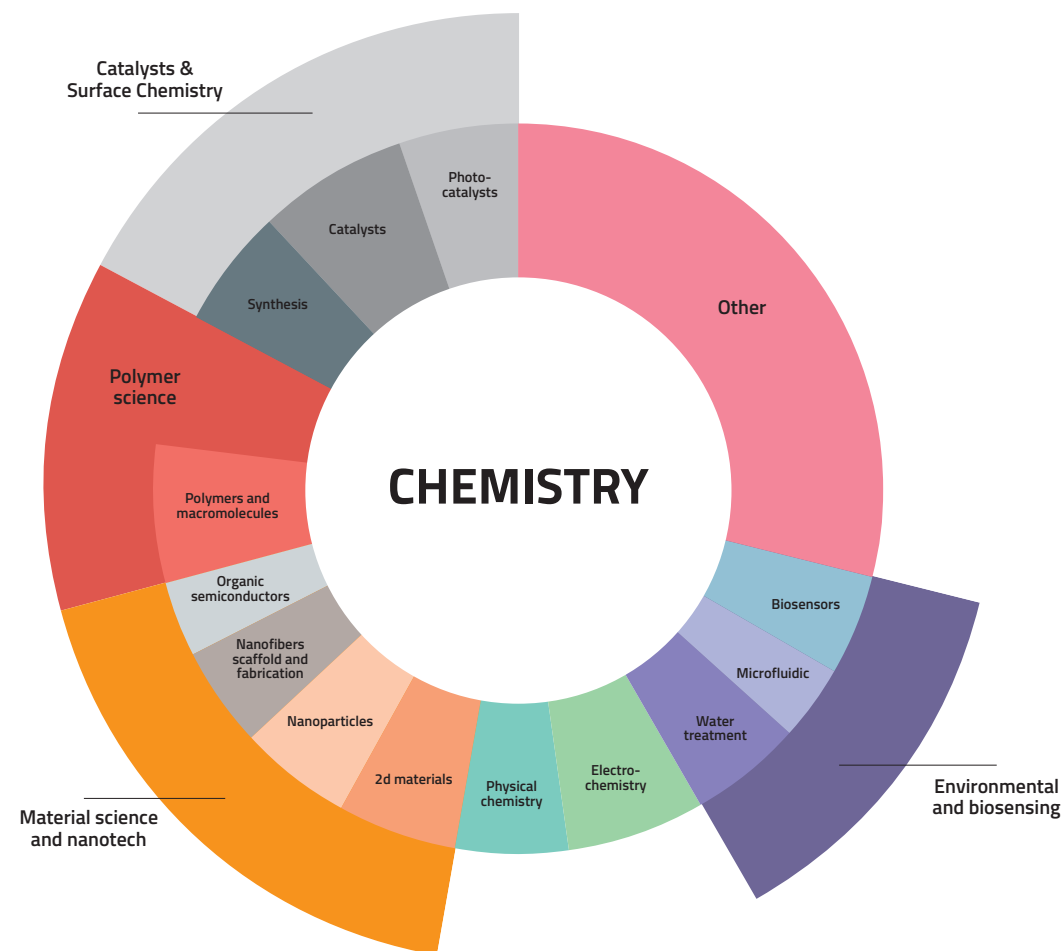 Catalysts &
Surface Chemistry
Photo-
catalysts
Catalysts
Synthesis
Other
Polymer
science
CHEMISTRY
Polymers and
macromolecules
Organic
semiconductors
Biosensors
Nanofibers
scaffold and
fabrication
Microfluidic
Nanoparticles
Water
treatment
2d materials
Physical
chemistry
Electro-
chemistry
Material science
and nanotech
Environmental
and biosensing